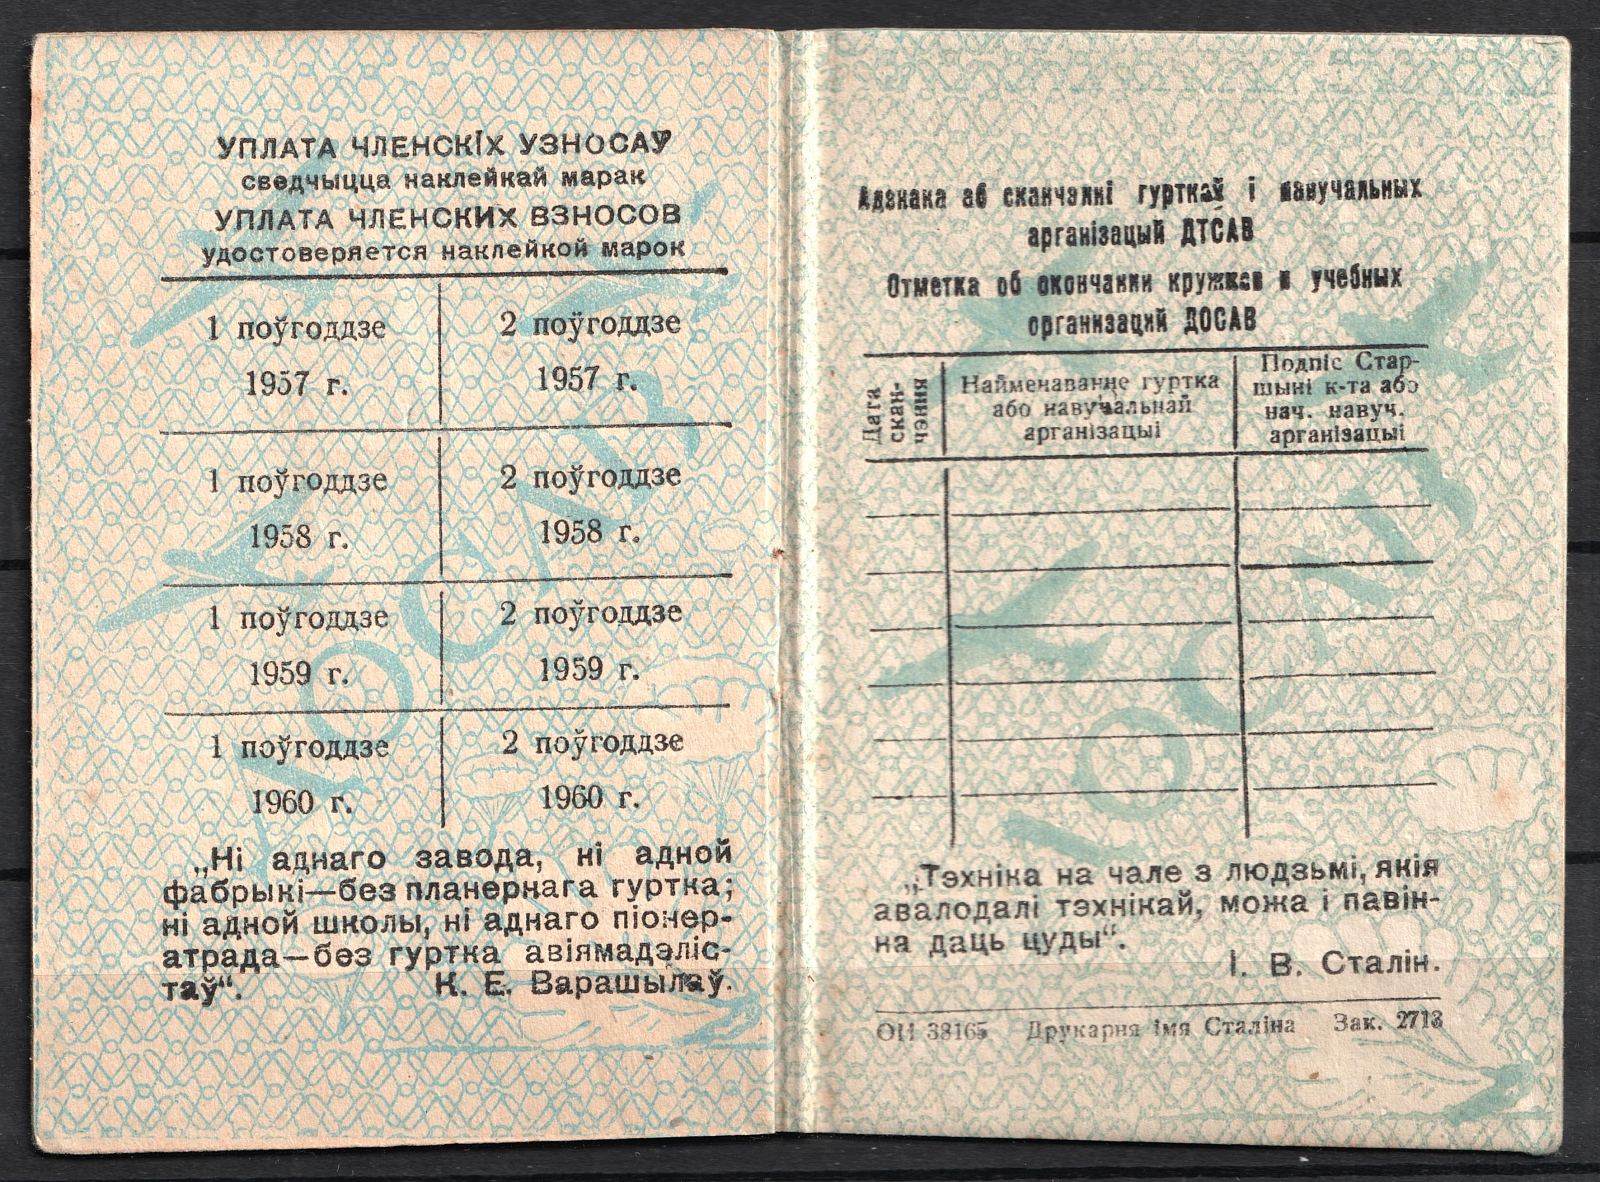 УПЛАТА ЧЛЕНСКІХ УЗНОСАЎ
сведчыцца наклейкай марак
УПЛАТА ЧЛЕНСКИХ ВЗНОСОВ
удостоверяется наклейкой марок
1 поўгоддзе
1957 г.
2 поўгоддзе
1957 г.
1 поўгоддзе
1958 г.
2 поўгоддзе
1958 г.
1 поўгоддзе
1959 г.
2 поўгоддзе
1959 г.
1 поўгоддзе
1960 г.
2 поўгоддзе
1960 г.
„Ні аднаго завода, ні адной
фабрыкі—без планернага гуртка;
ні адной школы, ні аднаго піонер-
атрада—без гуртка авіямадэліс-
таў“. К. Е. Варашылаў.
ДОСАВ
Адзнака аб сканчэнні гурткаў і навучальных
арганізацый ДТСАВ
Отметка об окончании кружков и учебных
организаций ДОСАВ
Дата
скан-
чэння
Найменаванне гуртка
або навучальнай
арганізацыі
Подпіс Стар-
шыні к-та або
нач. навуч.
арганізацыі
„Тэхніка на чале з людзьмі, якія
авалодалі тэхнікай, можа і павін-
на даць цуды“.
І. В. Сталін.
ОИ 38165 Друкарня імя Сталіна Зак. 2713
ДОСАВ